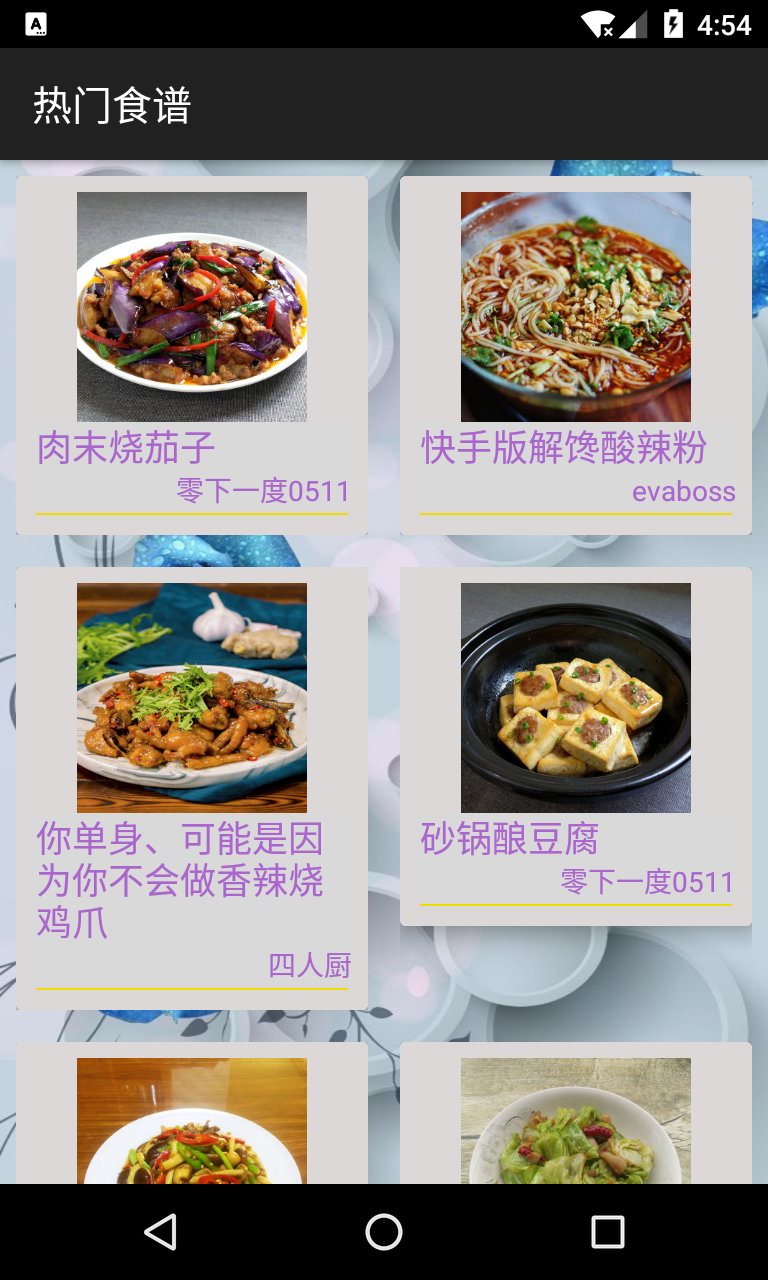 4:54
热门食谱
肉末烧茄子
零下一度0511
快手版解馋酸辣粉
evaboss
你单身、可能是因
为你不会做香辣烧
鸡爪
四人厨
砂锅酿豆腐
零下一度0511